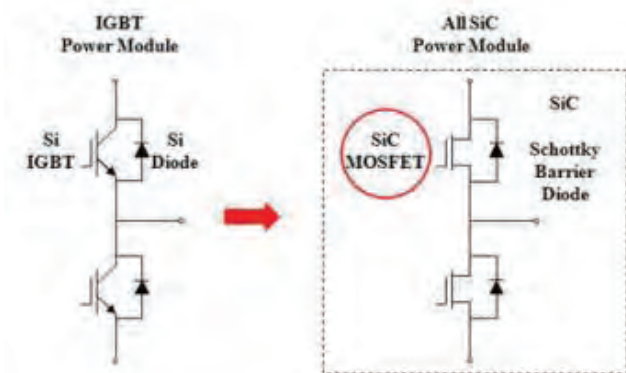 IGBT
Power Module
Si
IGBT
Si
Diode
All SiC
Power Module
SiC
MOSFET
SiC
Schottky
Barrier
Diode